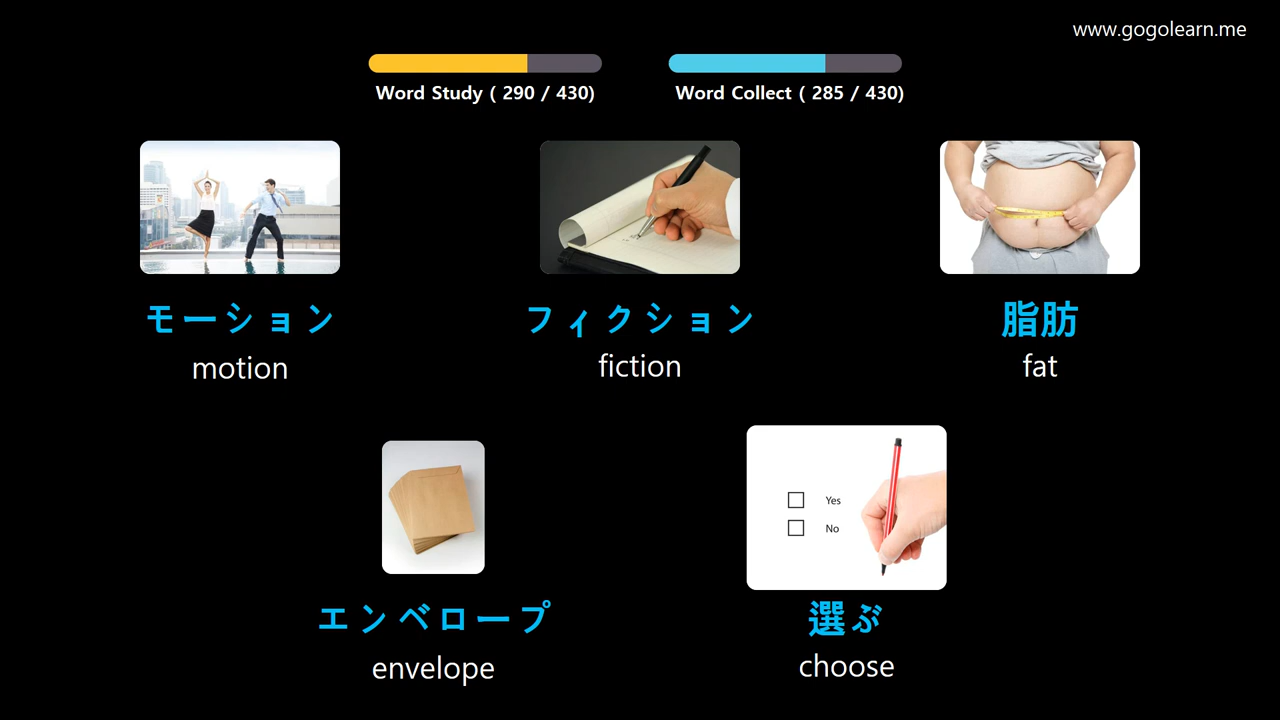 www.gogolearn.me
Word Study ( 290 / 430)
Word Collect ( 285 / 430)
モーション
motion
フィクション
fiction
脂肪
fat
Yes
No
エンベロープ
envelope
選ぶ
choose